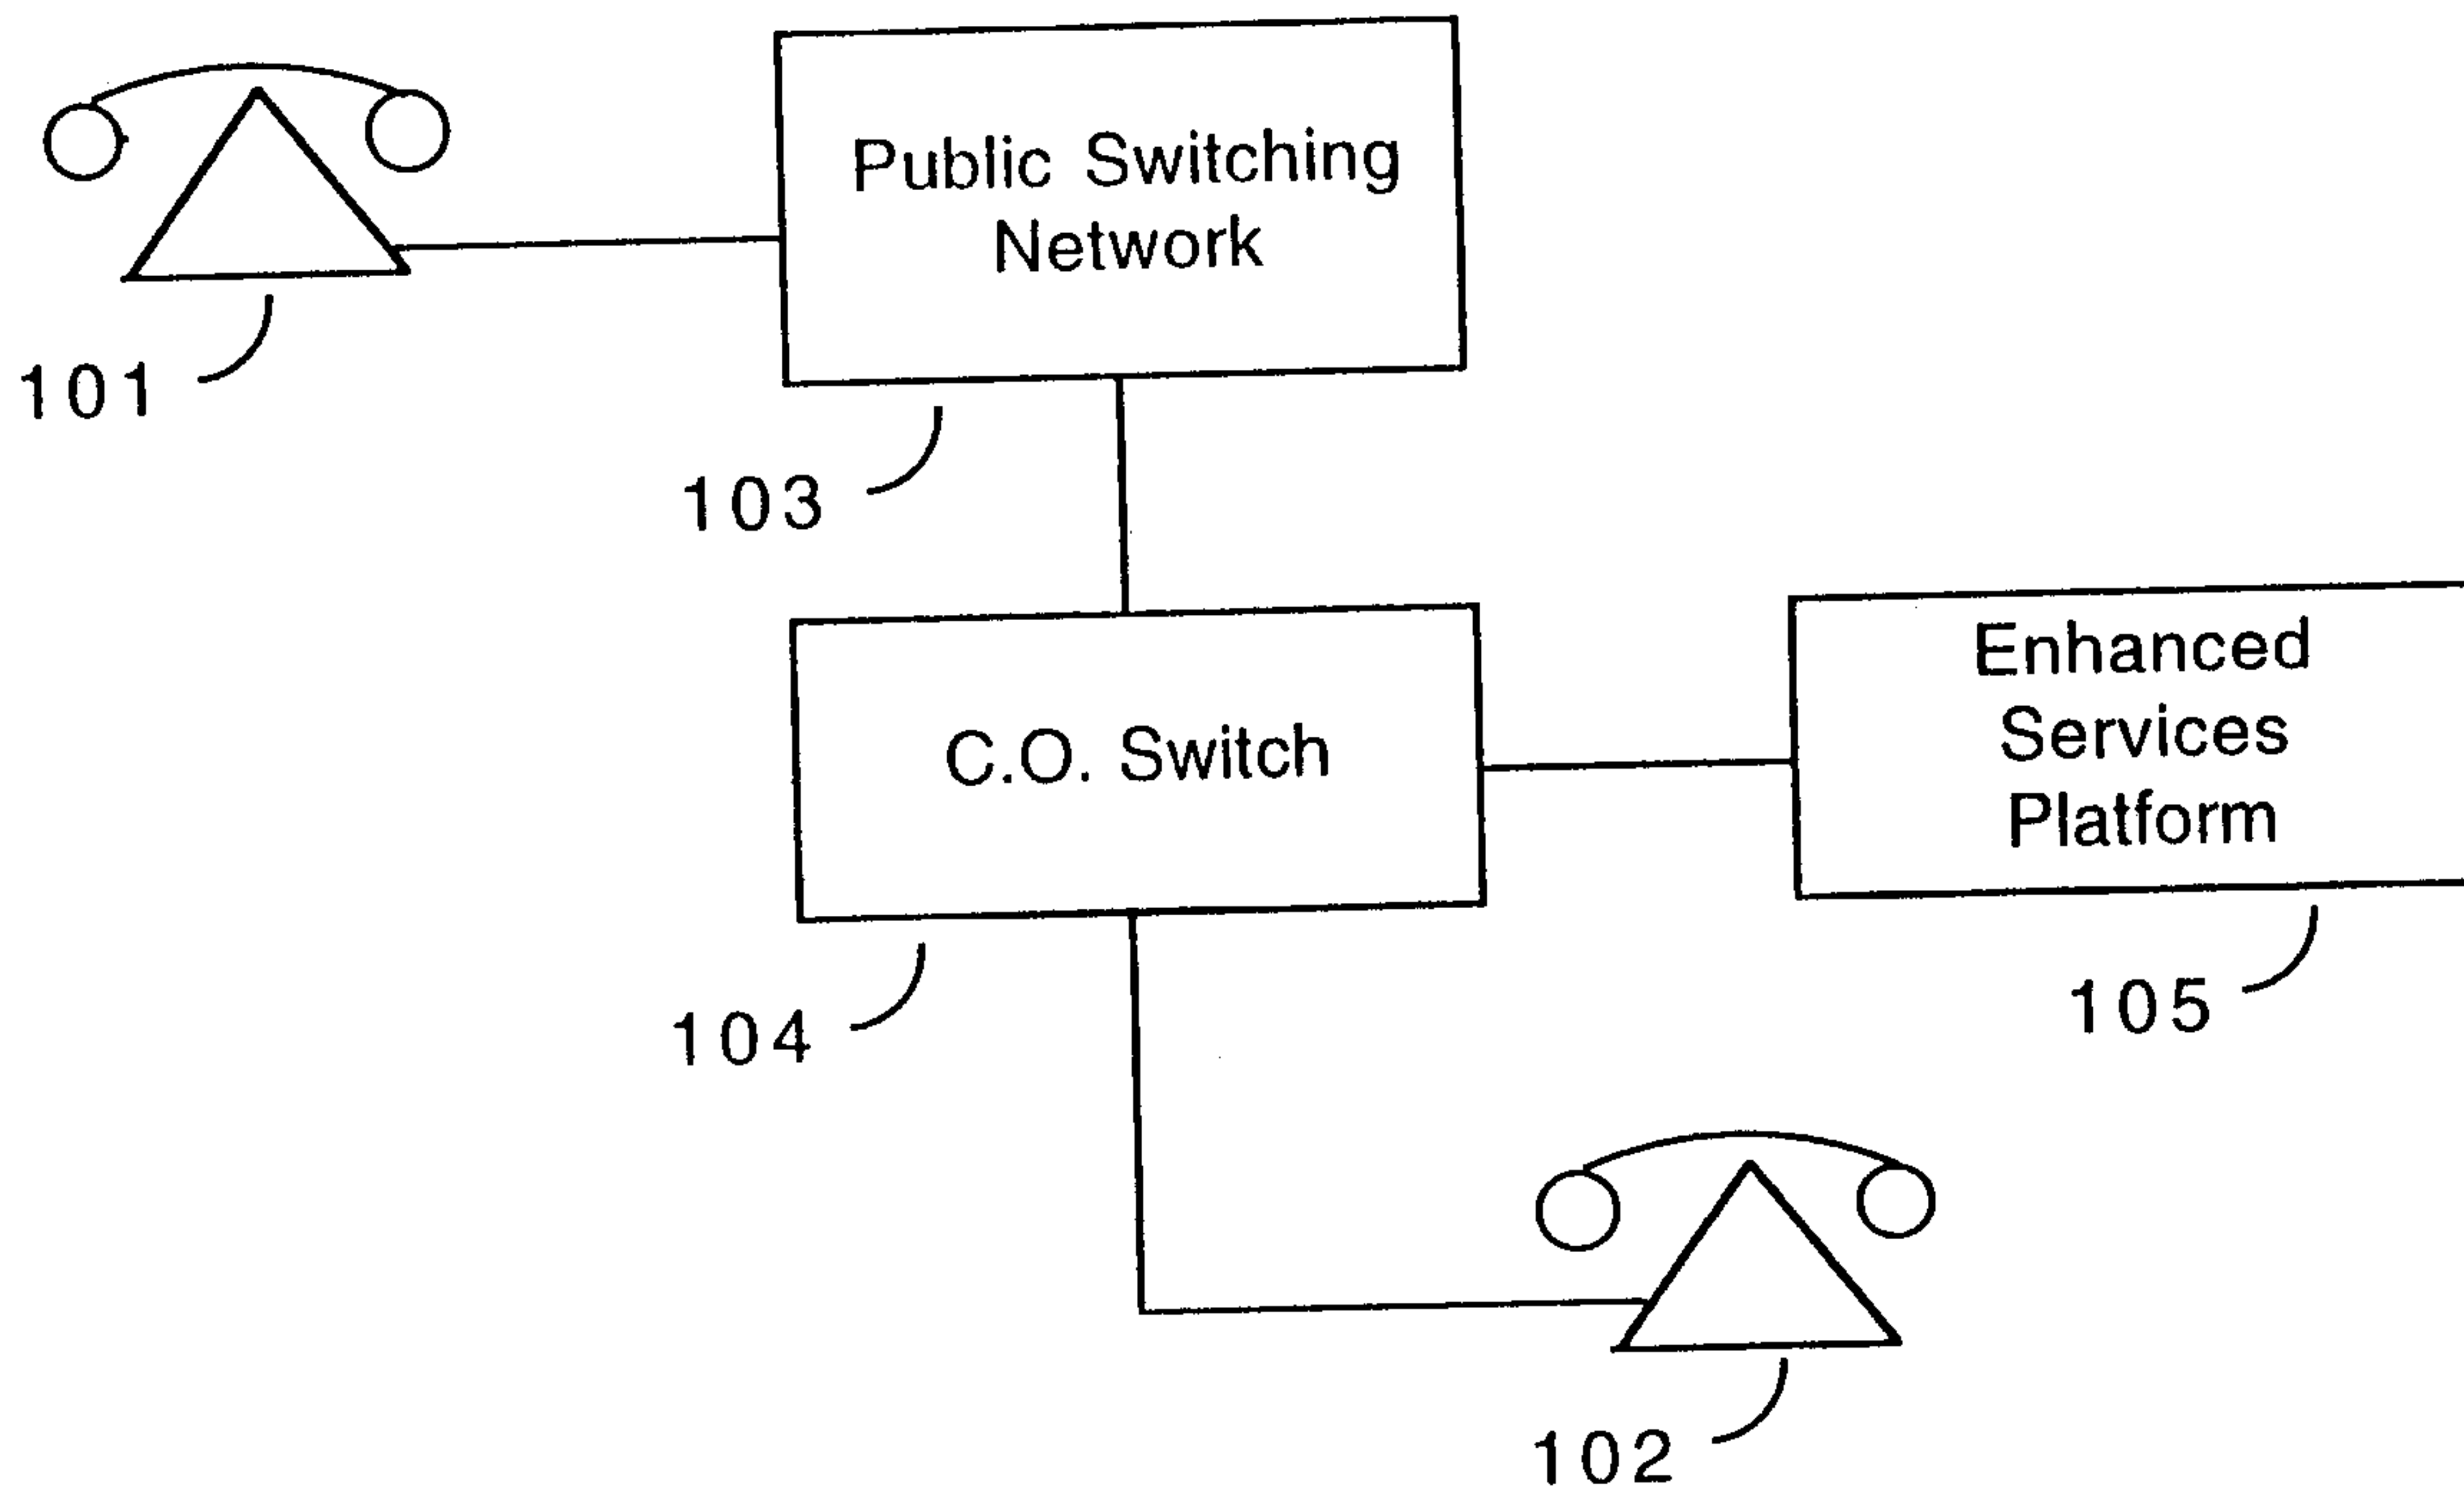 Public Switching
Network
101
103
C.O. Switch
Enhanced
Services
Platform
104
105
102